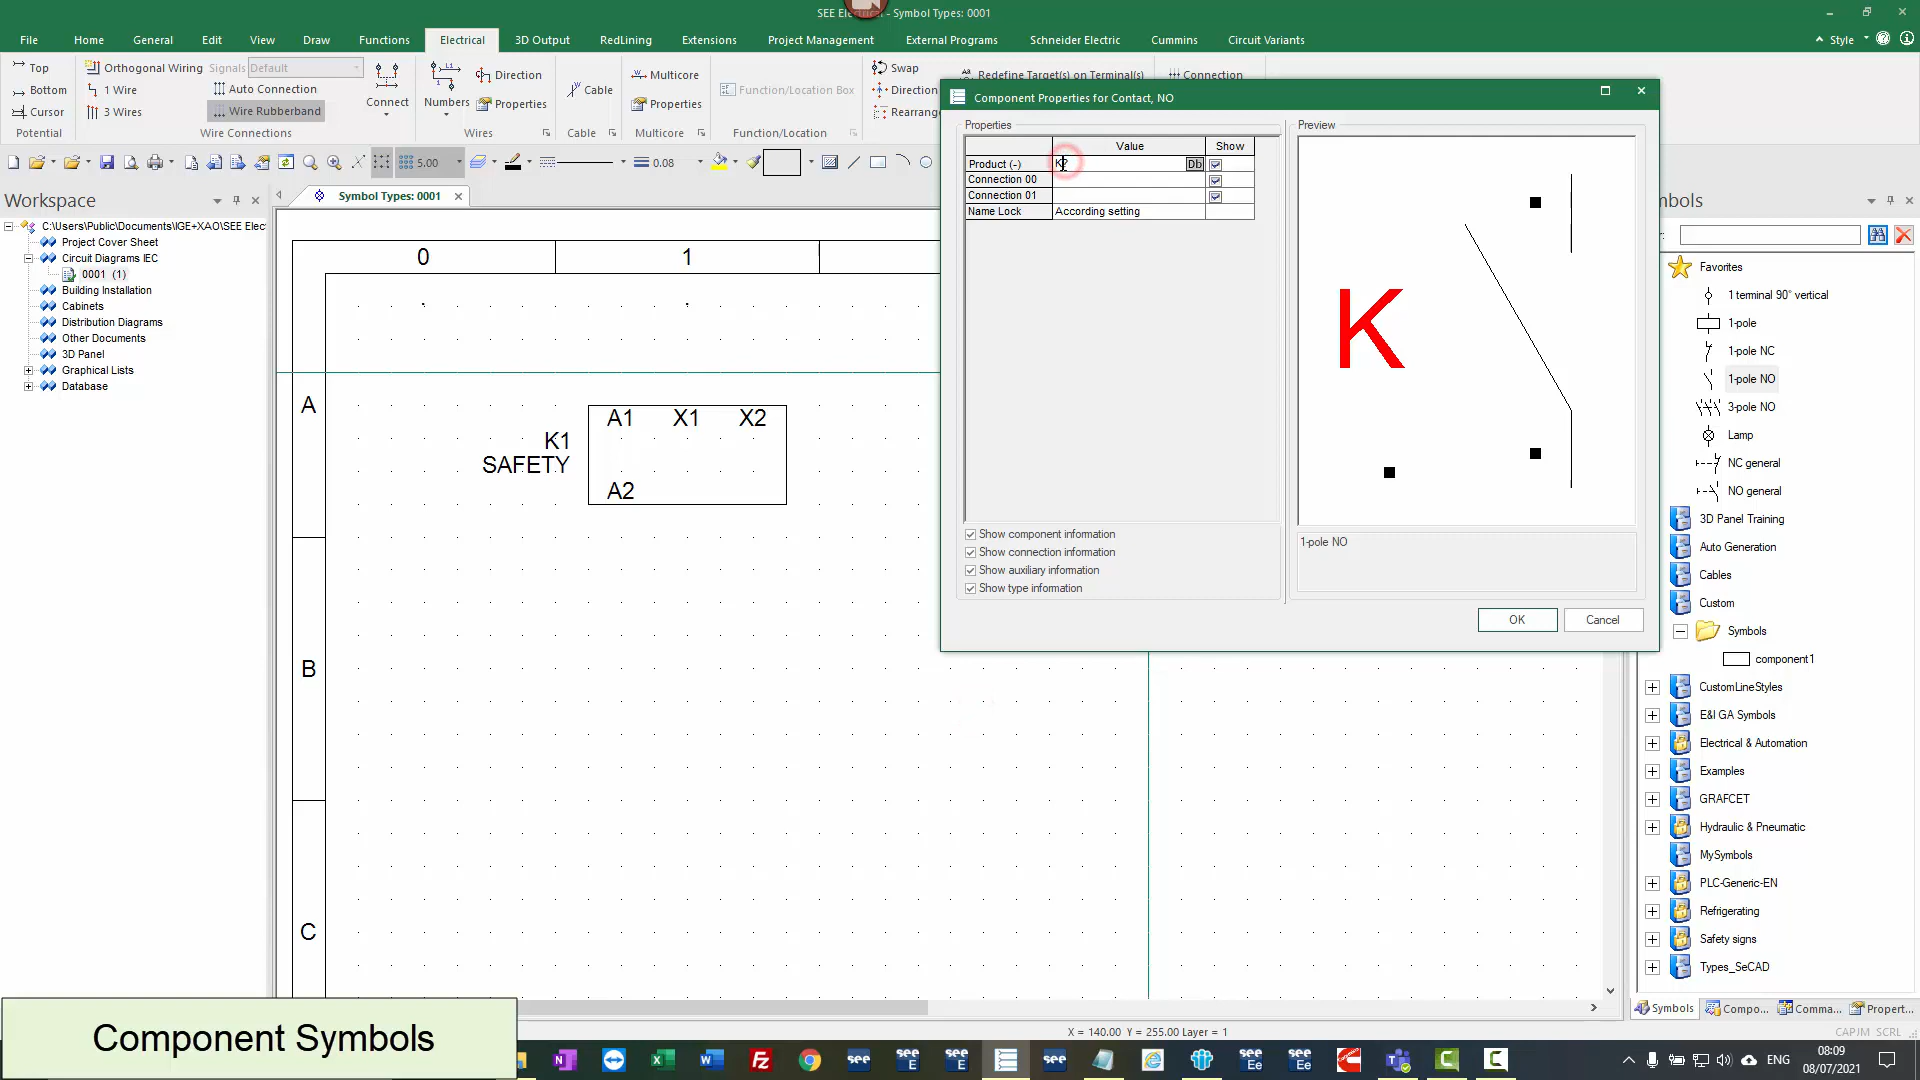 SEE Electrical - Symbol Types: 0001
File Home General Edit View Draw Functions Electrical 3D Output RedLining Extensions Project Management External Programs Schneider Electric Cummins Circuit Variants Style
Top
Bottom
Cursor
Potential
Orthogonal Wiring Signals Default
1 Wire Auto Connection
3 Wires Wire Rubberband
Wire Connections
Connect
Numbers
Direction
Properties
Wires
Cable
Cable
Multicore
Properties
Multicore
Function/Location Box
Function/Location
Swap
Direction
Rearrang
Redefine Target(s) on Terminal(s)
Connection
5.00
0.08
Workspace
Symbol Types: 0001
C:\Users\Public\Documents\IGE+XAO\SEE Elect
Project Cover Sheet
Circuit Diagrams IEC
0001 (1)
Building Installation
Cabinets
Distribution Diagrams
Other Documents
3D Panel
Graphical Lists
Database
0 1
A
B
C
K1
SAFETY
A1 X1 X2
A2
Component Properties for Contact, NO
Properties
Value Show
Product (-) K? Db
Connection 00
Connection 01
Name Lock According setting
Show component information
Show connection information
Show auxiliary information
Show type information
Preview
K
1-pole NO
OK Cancel
mbols
Favorites
1 terminal 90° vertical
1-pole
1-pole NC
1-pole NO
3-pole NO
Lamp
NC general
NO general
3D Panel Training
Auto Generation
Cables
Custom
Symbols
component1
CustomLineStyles
E&I GA Symbols
Electrical & Automation
Examples
GRAFCET
Hydraulic & Pneumatic
MySymbols
PLC-Generic-EN
Refrigerating
Safety signs
Types_SeCAD
Symbols Compo... Comma... Propert...
X = 140.00 Y = 255.00 Layer = 1
CAPJM SCRL
Component Symbols
ENG
08:09
08/07/2021